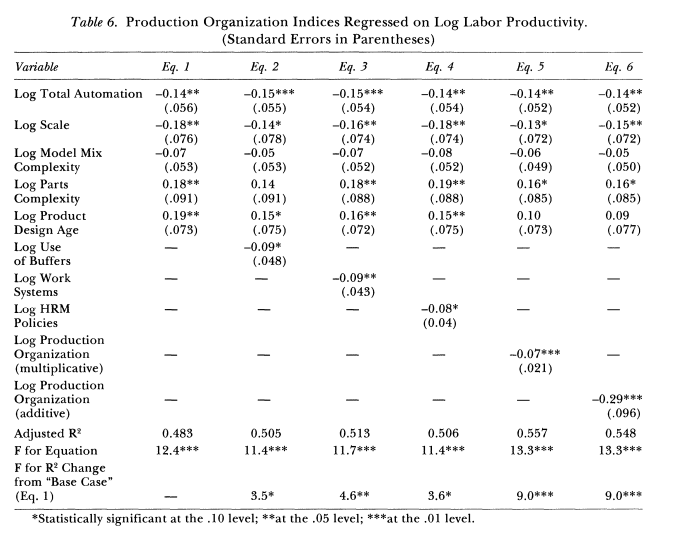 Table 6. Production Organization Indices Regressed on Log Labor Productivity.
(Standard Errors in Parentheses)
Variable Eq. 1 Eq. 2 Eq. 3 Eq. 4 Eq. 5 Eq. 6
Log Total Automation −0.14** −0.15*** −0.15*** −0.14** −0.14** −0.14**
(.056) (.055) (.054) (.054) (.052) (.052)
Log Scale −0.18** −0.14* −0.16** −0.18** −0.13* −0.15**
(.076) (.078) (.074) (.074) (.072) (.072)
Log Model Mix −0.07 −0.05 −0.07 −0.08 −0.06 −0.05
Complexity (.053) (.053) (.052) (.052) (.049) (.050)
Log Parts 0.18** 0.14 0.18** 0.19** 0.16* 0.16*
Complexity (.091) (.091) (.088) (.088) (.085) (.085)
Log Product 0.19** 0.15* 0.16** 0.15** 0.10 0.09
Design Age (.073) (.075) (.072) (.075) (.073) (.077)
Log Use — −0.09* — — — —
of Buffers (.048)
Log Work
Systems — — −0.09** — — —
(.043)
Log HRM — — — −0.08* — —
Policies (0.04)
Log Production
Organization — — — — −0.07*** —
(multiplicative) (.021)
Log Production
Organization — — — — — −0.29***
(additive) (.096)
Adjusted R² 0.483 0.505 0.513 0.506 0.557 0.548
F for Equation 12.4*** 11.4*** 11.7*** 11.4*** 13.3*** 13.3***
F for R² Change
from “Base Case”
(Eq. 1) — 3.5* 4.6** 3.6* 9.0*** 9.0***
*Statistically significant at the .10 level; **at the .05 level; ***at the .01 level.